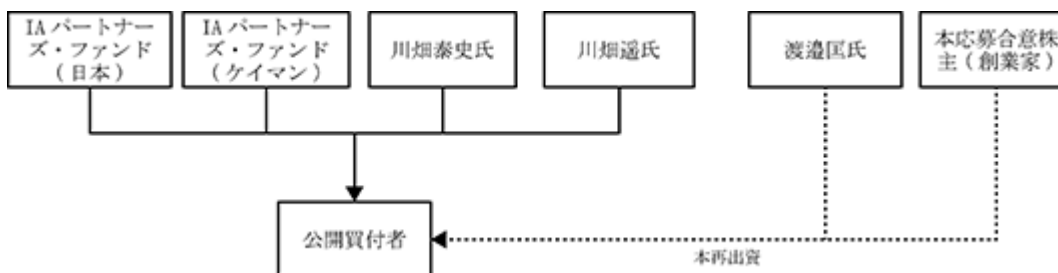 IA パートナー
ズ・ファンド
（日本）
IA パートナー
ズ・ファンド
（ケイマン）
川畑泰史氏
川畑遥氏
渡邉匡氏
本応募合意株
主（創業家）
公開買付者
本再出資